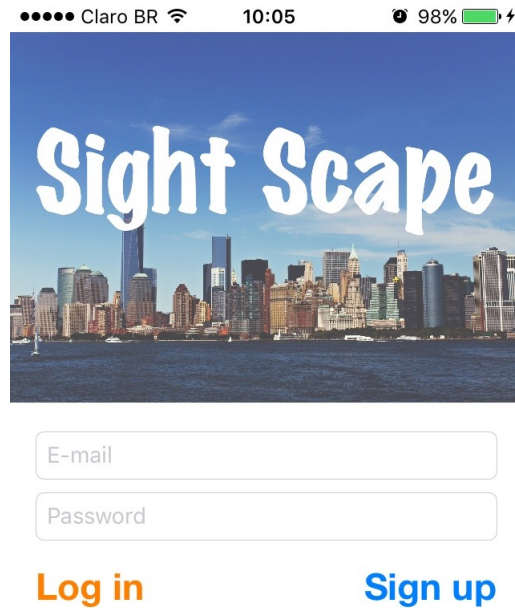 Claro BR 10:05 98%
Sight Scape
E-mail
Password
Log in Sign up